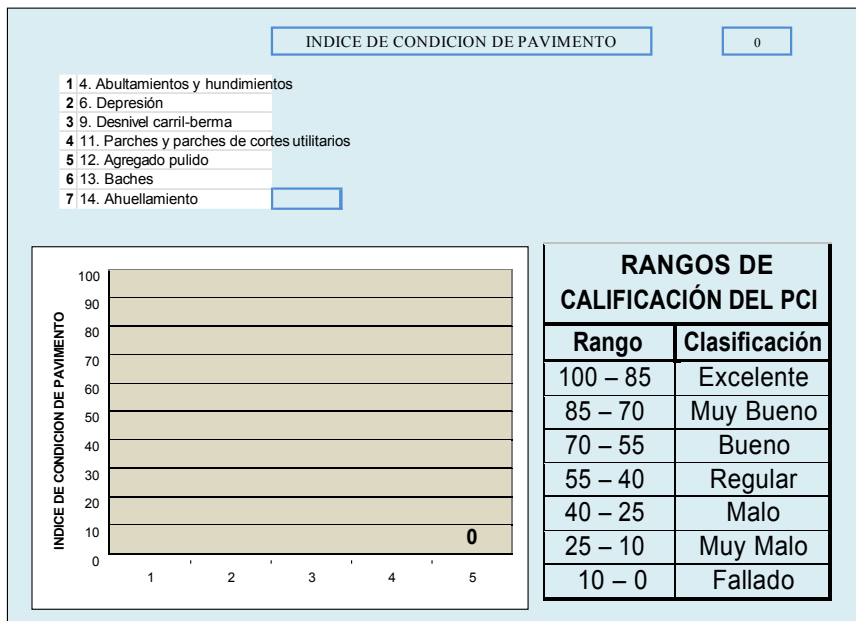 INDICE DE CONDICION DE PAVIMENTO 0
1 4. Abultamientos y hundimientos
2 6. Depresión
3 9. Desnivel carril-berma
4 11. Parches y parches de cortes utilitarios
5 12. Agregado pulido
6 13. Baches
7 14. Ahuellamiento
INDICE DE CONDICION DE PAVIMENTO
100
90
80
70
60
50
40
30
20
10
0
0
1 2 3 4 5
RANGOS DE
CALIFICACIÓN DEL PCI
Rango Clasificación
100 – 85 Excelente
85 – 70 Muy Bueno
70 – 55 Bueno
55 – 40 Regular
40 – 25 Malo
25 – 10 Muy Malo
10 – 0 Fallado